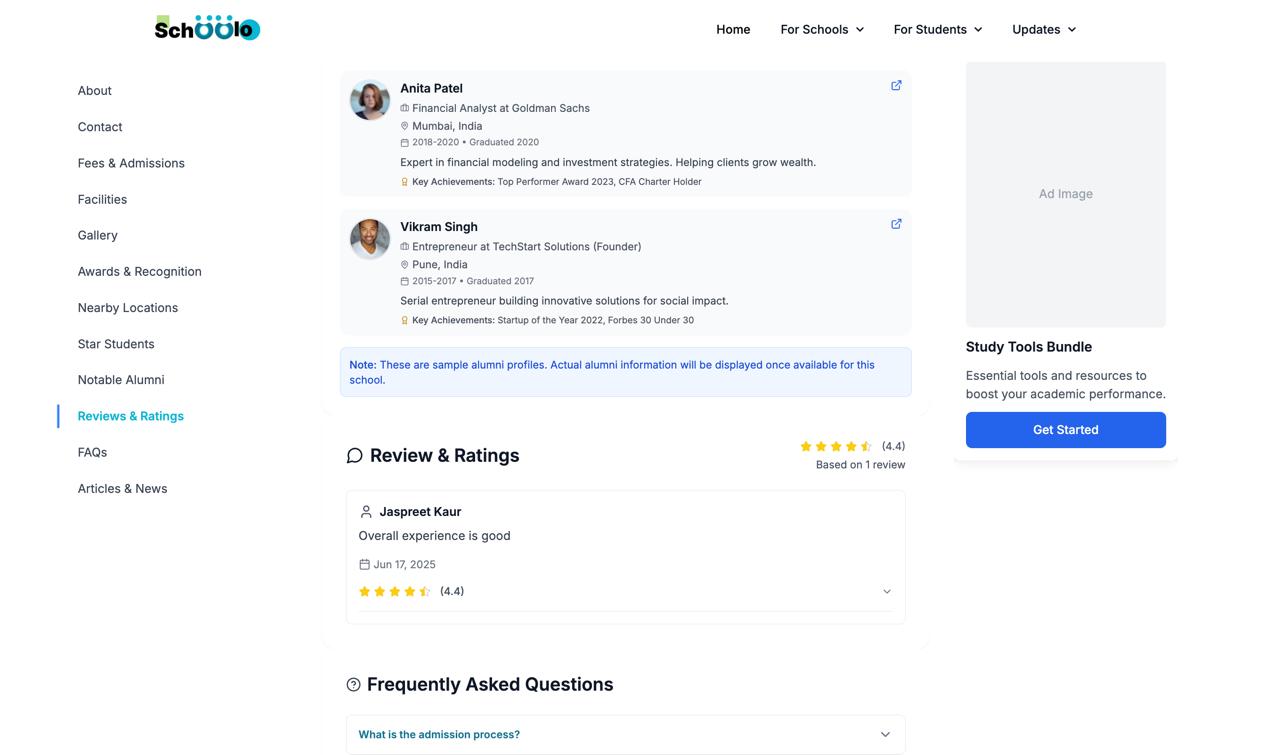 Schoolo
Home
For Schools
For Students
Updates
About
Contact
Fees & Admissions
Facilities
Gallery
Awards & Recognition
Nearby Locations
Star Students
Notable Alumni
Reviews & Ratings
FAQs
Articles & News
Anita Patel
Financial Analyst at Goldman Sachs
Mumbai, India
2018-2020 • Graduated 2020
Expert in financial modeling and investment strategies. Helping clients grow wealth.
Key Achievements: Top Performer Award 2023, CFA Charter Holder
Vikram Singh
Entrepreneur at TechStart Solutions (Founder)
Pune, India
2015-2017 • Graduated 2017
Serial entrepreneur building innovative solutions for social impact.
Key Achievements: Startup of the Year 2022, Forbes 30 Under 30
Note: These are sample alumni profiles. Actual alumni information will be displayed once available for this
school.
Review & Ratings
(4.4)
Based on 1 review
Jaspreet Kaur
Overall experience is good
Jun 17, 2025
(4.4)
Frequently Asked Questions
What is the admission process?
Ad Image
Study Tools Bundle
Essential tools and resources to
boost your academic performance.
Get Started